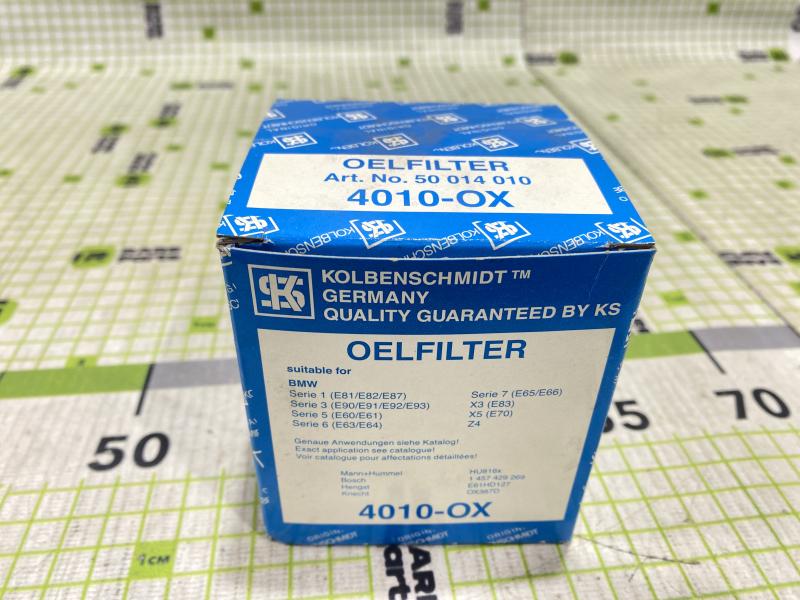 OELFILTER
Art. No. 50 014 010
4010-OX
KOLBENSCHMIDT™
GERMANY
QUALITY GUARANTEED BY KS
OELFILTER
suitable for
BMW
Serie 1 (E81/E82/E87) Serie 7 (E65/E66)
Serie 3 (E90/E91/E92/E93) X3 (E83)
Serie 5 (E60/E61) X5 (E70)
Serie 6 (E63/E64) Z4
Genaue Anwendungen siehe Katalog!
Exact application see catalogue!
Voir catalogue pour affectations détaillées!
Mann+Hummel HU816x
Bosch 1 457 429 269
Hengst E61HD127
Knecht OX387D
4010-OX
50
70
CM